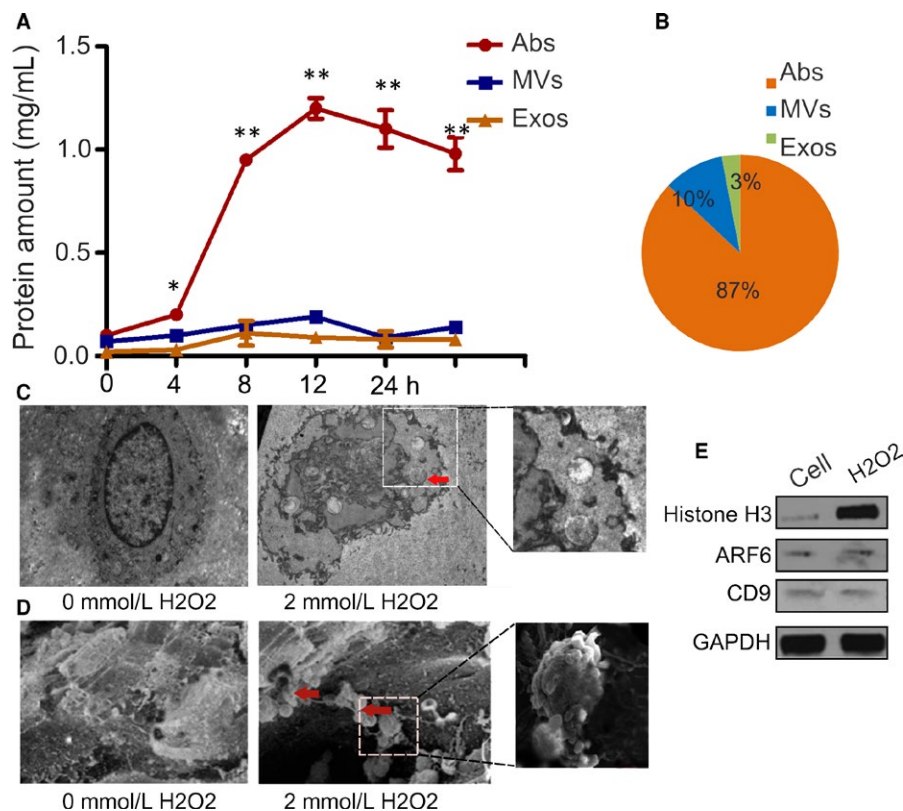 A
Protein amount (mg/mL)
1.5
1.0
0.5
0.0
0 4 8 12 24 h
* ** ** ** **
Abs
MVs
Exos
B
Abs
MVs
Exos
3%
10%
87%
C
0 mmol/L H2O2
2 mmol/L H2O2
D
0 mmol/L H2O2
2 mmol/L H2O2
E
Cell H2O2
Histone H3
ARF6
CD9
GAPDH